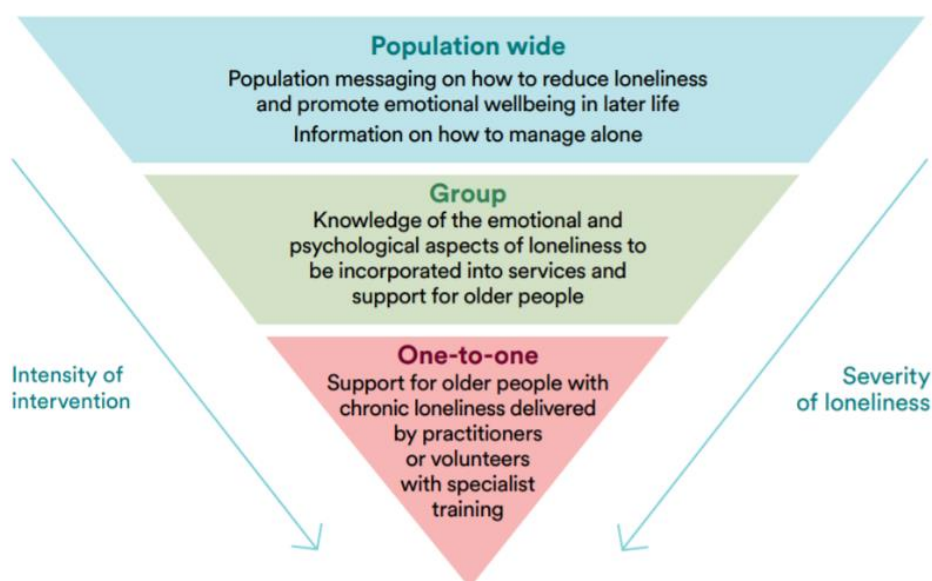 Population wide
Population messaging on how to reduce loneliness
and promote emotional wellbeing in later life
Information on how to manage alone
Group
Knowledge of the emotional and
psychological aspects of loneliness to
be incorporated into services and
support for older people
One-to-one
Support for older people with
chronic loneliness delivered
by practitioners
or volunteers
with specialist
training
Intensity of
intervention
Severity
of loneliness